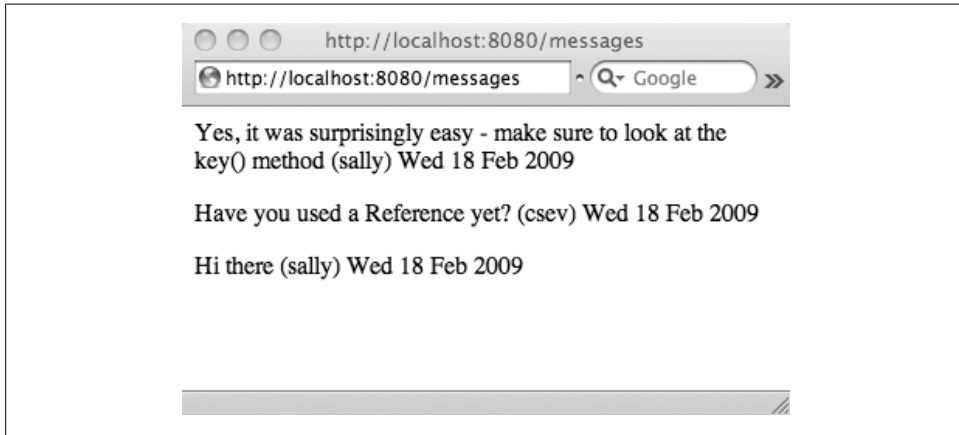 http://localhost:8080/messages
http://localhost:8080/messages
Google
Yes, it was surprisingly easy - make sure to look at the
key() method (sally) Wed 18 Feb 2009
Have you used a Reference yet? (csev) Wed 18 Feb 2009
Hi there (sally) Wed 18 Feb 2009